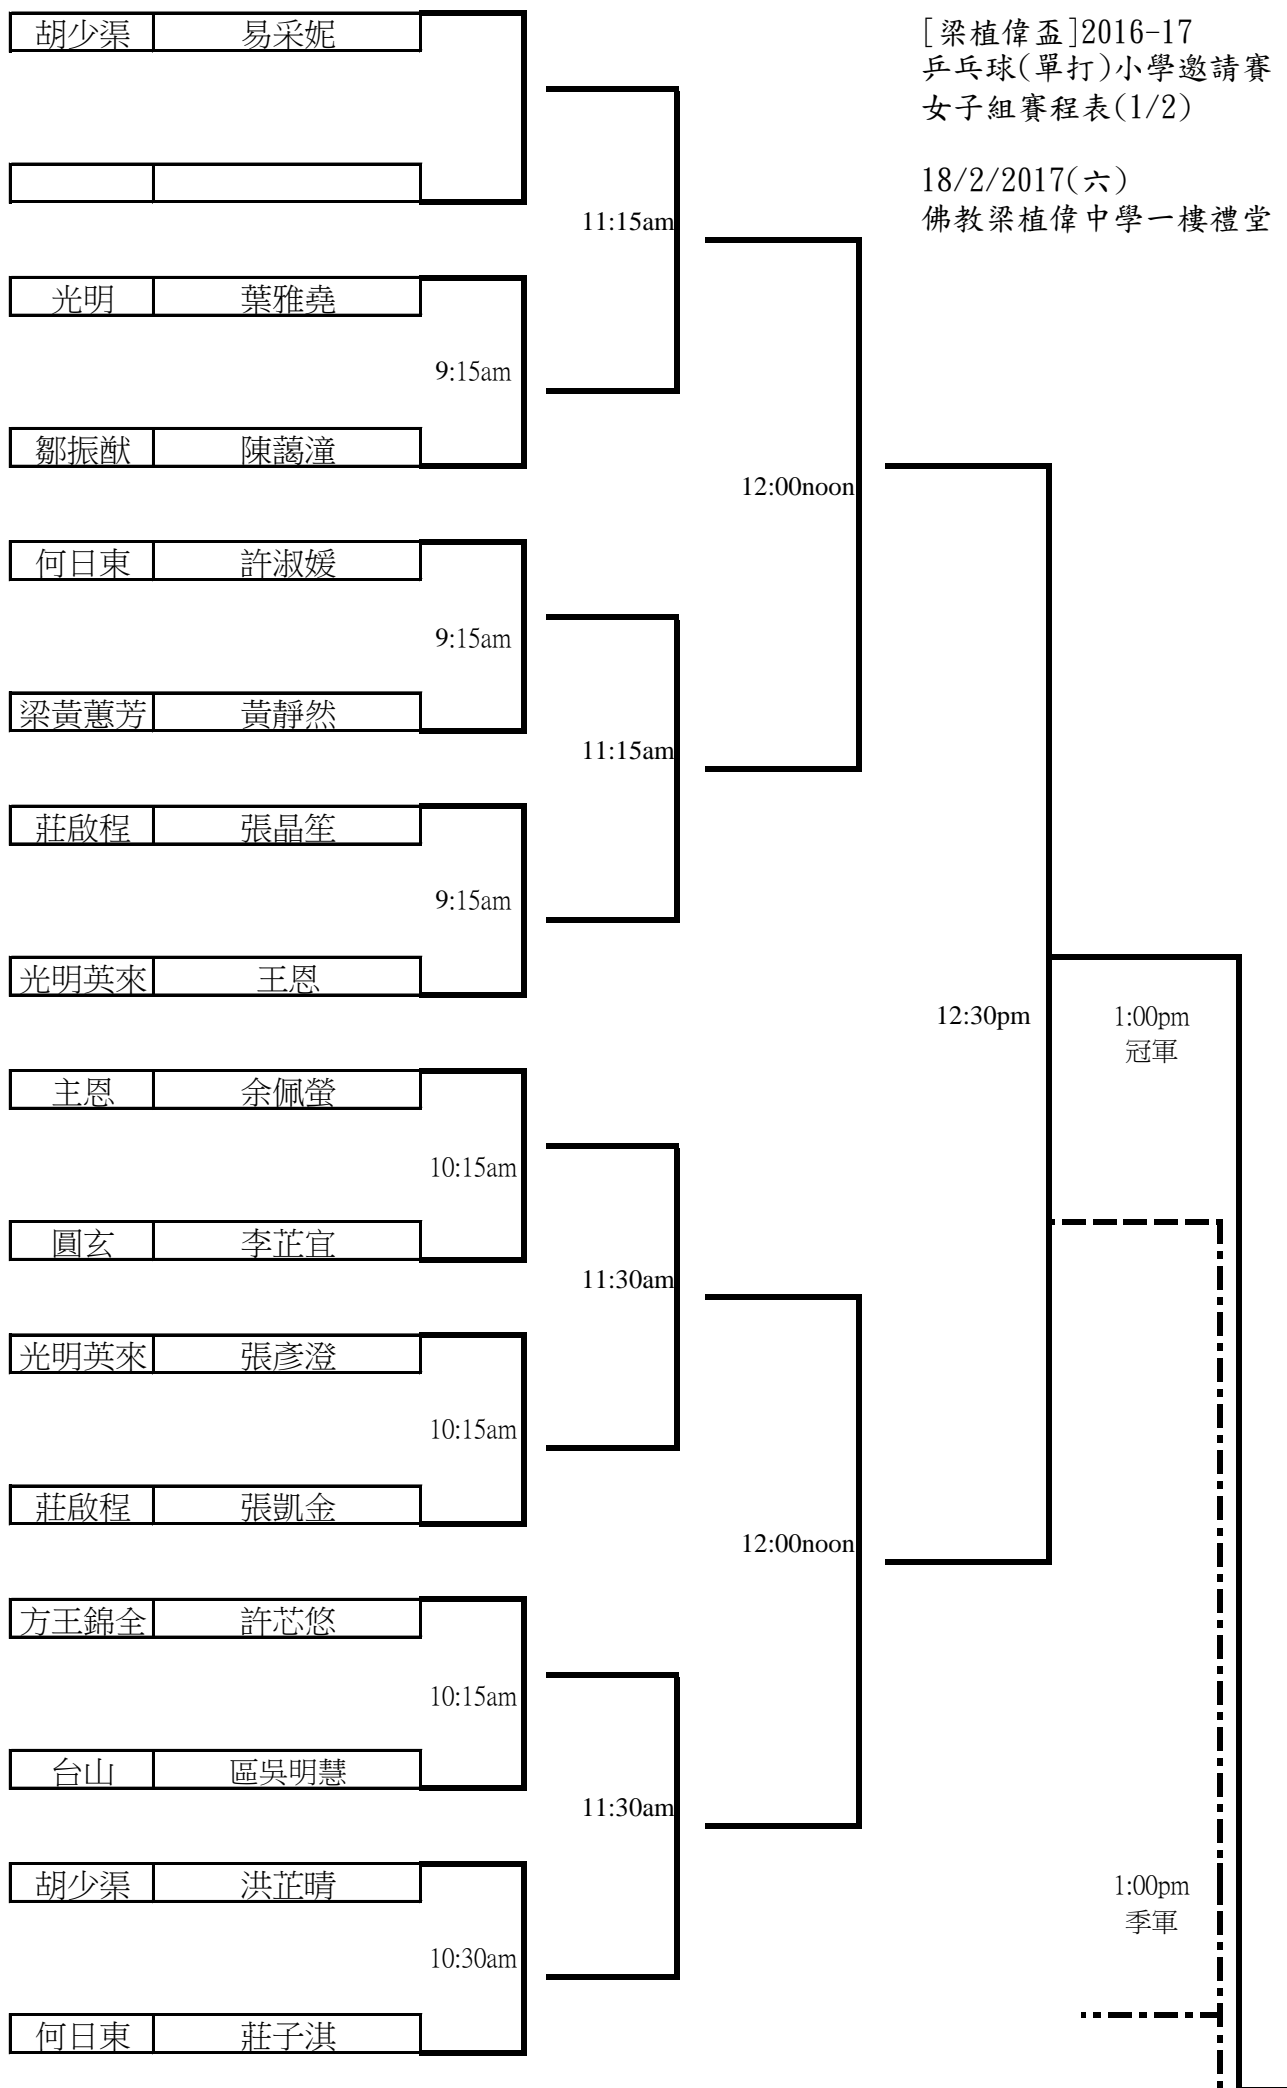 [梁植偉盃]2016-17
乒乓球(單打)小學邀請賽
女子組賽程表(1/2)
18/2/2017(六)
佛教梁植偉中學一樓禮堂
胡少渠 易采妮
11:15am
光明 葉雅堯
9:15am
鄒振猷 陳藹潼
12:00noon
何日東 許淑媛
9:15am
梁黃蕙芳 黃靜然
11:15am
莊啟程 張晶笙
9:15am
光明英來 王恩
12:30pm
1:00pm
冠軍
主恩 余佩螢
10:15am
圓玄 李芷宜
11:30am
光明英來 張彥澄
10:15am
莊啟程 張凱金
12:00noon
方王錦全 許芯悠
10:15am
台山 區吳明慧
11:30am
胡少渠 洪芷晴
1:00pm
季軍
10:30am
何日東 莊子淇